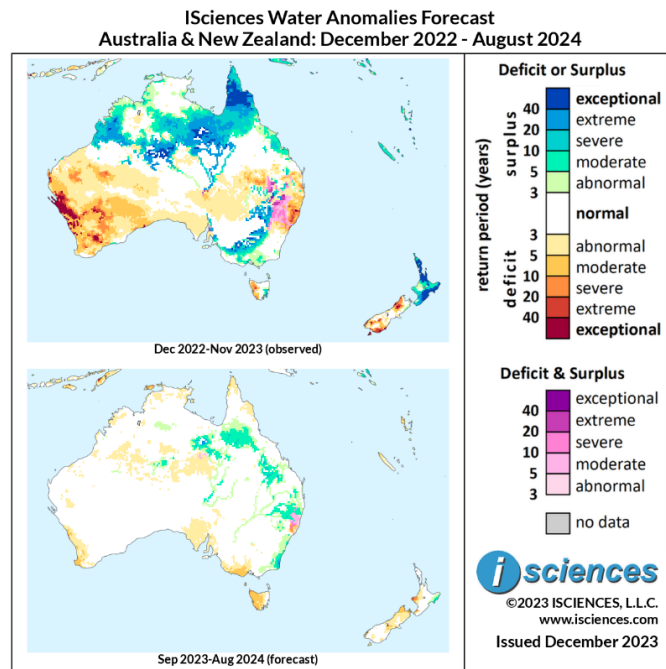 ISciences Water Anomalies Forecast
Australia & New Zealand: December 2022 - August 2024
Dec 2022-Nov 2023 (observed)
Sep 2023-Aug 2024 (forecast)
Deficit or Surplus
return period (years)
surplus
deficit
exceptional
40
extreme
20
severe
10
moderate
5
abnormal
3
normal
3
abnormal
5
moderate
10
severe
20
extreme
40
exceptional
Deficit & Surplus
exceptional
40
extreme
20
severe
10
moderate
5
abnormal
3
no data
i sciences
©2023 ISCIENCES, L.L.C.
www.isciences.com
Issued December 2023